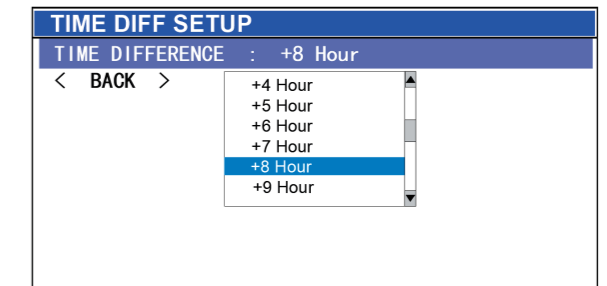 TIME DIFF SETUP
TIME DIFFERENCE : +8 Hour
< BACK >
+4 Hour
+5 Hour
+6 Hour
+7 Hour
+8 Hour
+9 Hour